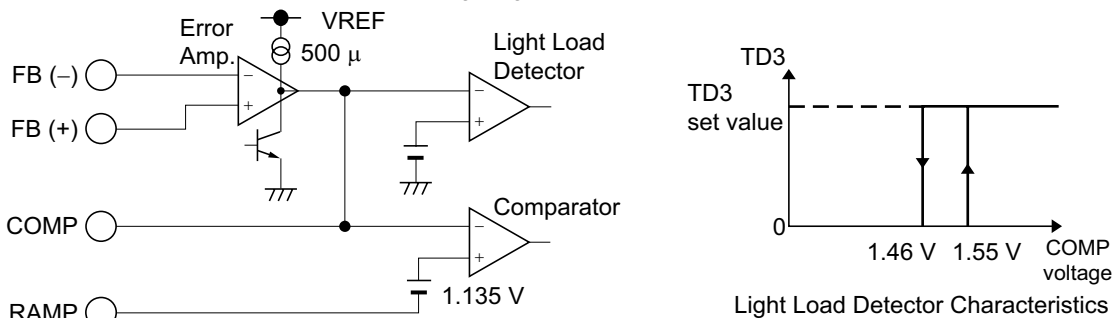 Error
Amp.
VREF
500 μ
FB (−)
FB (+)
−
+
Light Load
Detector
−
+
COMP
Comparator
−
+
1.135 V
RAMP
TD3
TD3
set value
0
1.46 V
1.55 V
COMP
voltage
Light Load Detector Characteristics